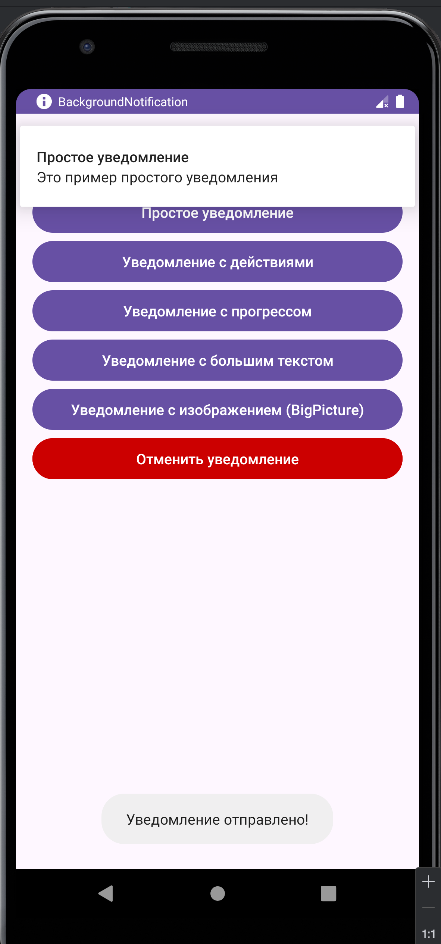 BackgroundNotification
Простое уведомление
Это пример простого уведомления
Простое уведомление
Уведомление с действиями
Уведомление с прогрессом
Уведомление с большим текстом
Уведомление с изображением (BigPicture)
Отменить уведомление
Уведомление отправлено!
1:1